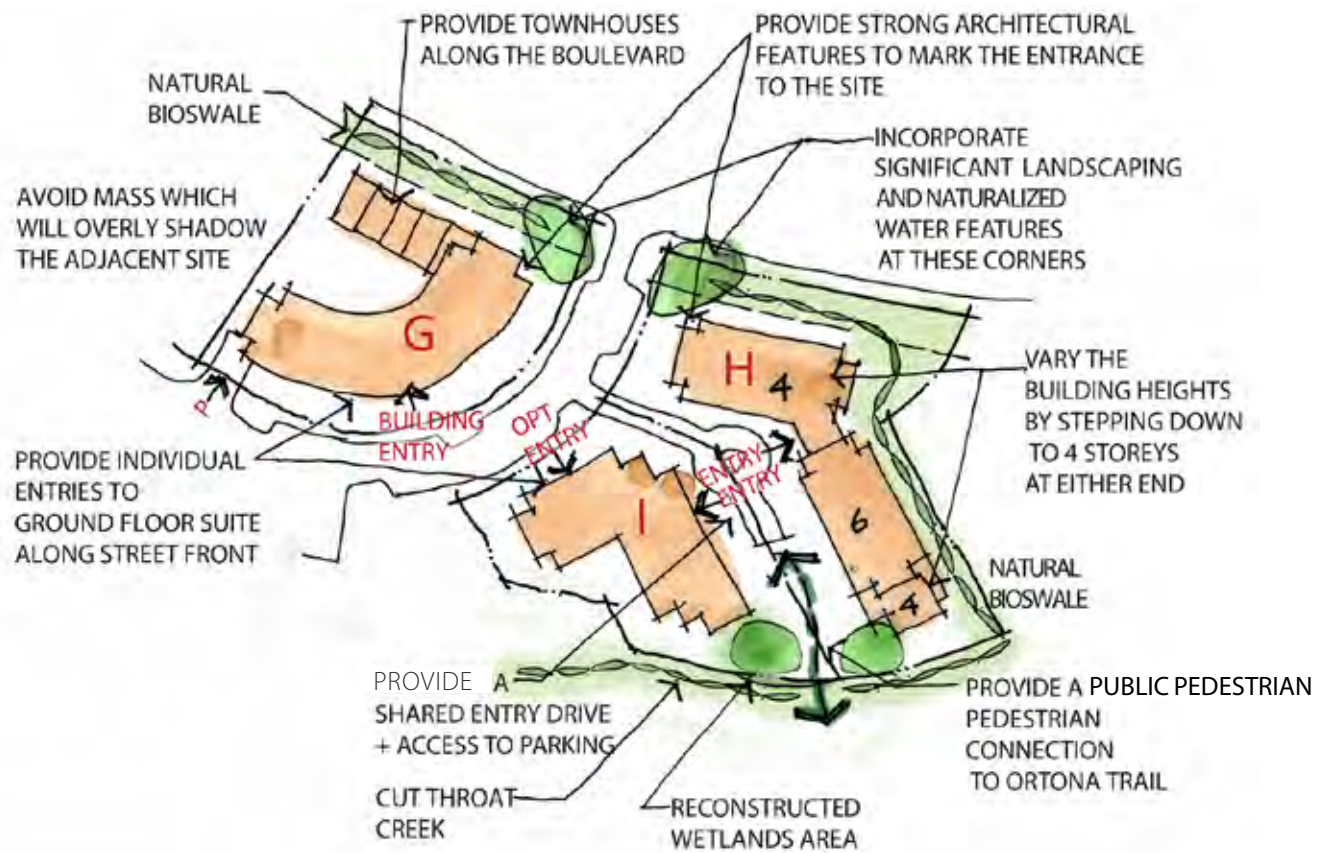 PROVIDE TOWNHOUSES
ALONG THE BOULEVARD
PROVIDE STRONG ARCHITECTURAL
FEATURES TO MARK THE ENTRANCE
TO THE SITE
NATURAL
BIOSWALE
INCORPORATE
SIGNIFICANT LANDSCAPING
AND NATURALIZED
WATER FEATURES
AT THESE CORNERS
AVOID MASS WHICH
WILL OVERLY SHADOW
THE ADJACENT SITE
G
H
4
VARY THE
BUILDING HEIGHTS
BY STEPPING DOWN
TO 4 STOREYS
AT EITHER END
P
BUILDING
ENTRY
OPT
ENTRY
ENTRY
ENTRY
PROVIDE INDIVIDUAL
ENTRIES TO
GROUND FLOOR SUITE
ALONG STREET FRONT
I
6
4
NATURAL
BIOSWALE
PROVIDE A
SHARED ENTRY DRIVE
+ ACCESS TO PARKING
PROVIDE A PUBLIC PEDESTRIAN
PEDESTRIAN
CONNECTION
TO ORTONA TRAIL
CUT THROAT
CREEK
RECONSTRUCTED
WETLANDS AREA